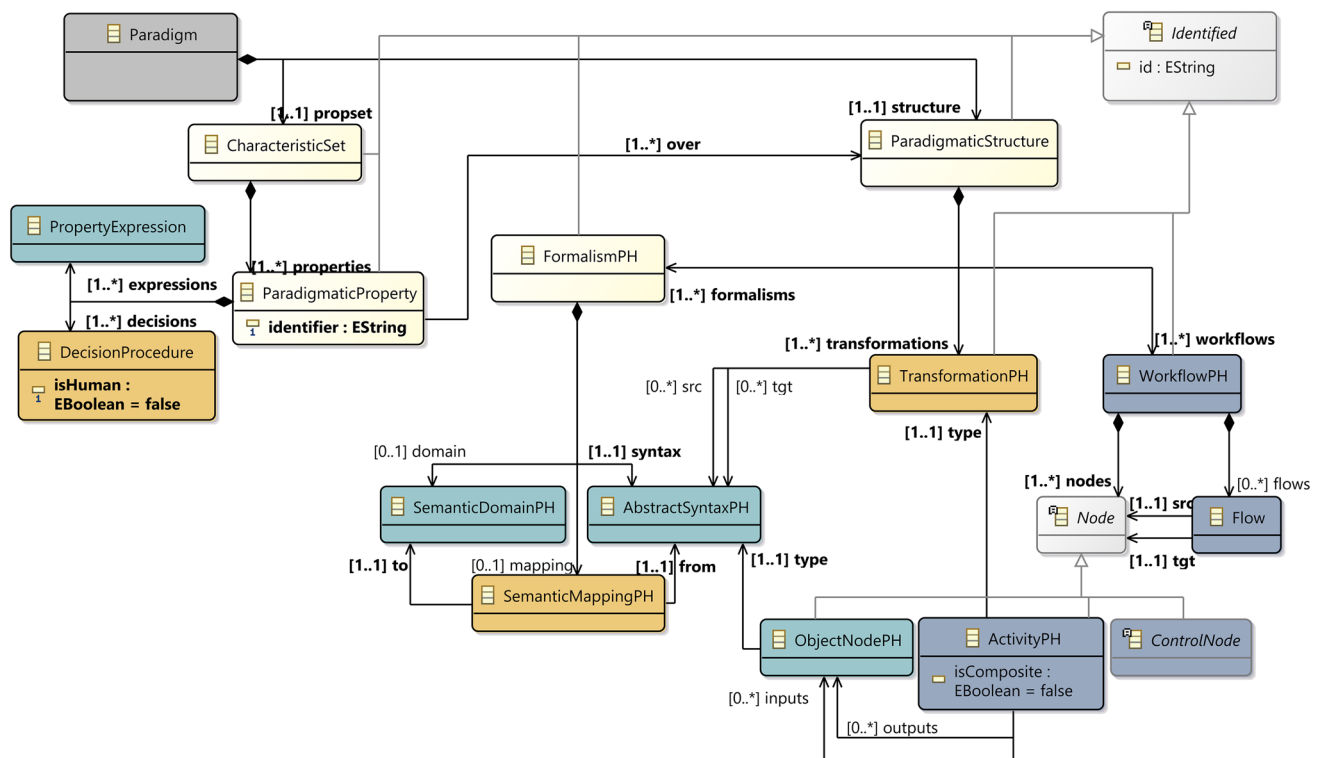 Paradigm
Identified
id : EString
[1..1] propset
[1..1] structure
CharacteristicSet
[1..*] over
ParadigmaticStructure
PropertyExpression
FormalismPH
[1..*] properties
[1..*] expressions
ParadigmaticProperty
[1..*] formalisms
identifier : EString
[1..*] decisions
DecisionProcedure
isHuman :
EBoolean = false
[1..*] transformations
[1..*] workflows
TransformationPH
WorkflowPH
[0..*] src
[0..*] tgt
[1..1] type
[0..1] domain
[1..1] syntax
[1..*] nodes
[0..*] flows
SemanticDomainPH
AbstractSyntaxPH
[1..1] src
Node
Flow
[1..1] tgt
[1..1] to
[0..1] mapping
[1..1] from
[1..1] type
SemanticMappingPH
ObjectNodePH
ActivityPH
ControlNode
isComposite :
EBoolean = false
[0..*] inputs
[0..*] outputs